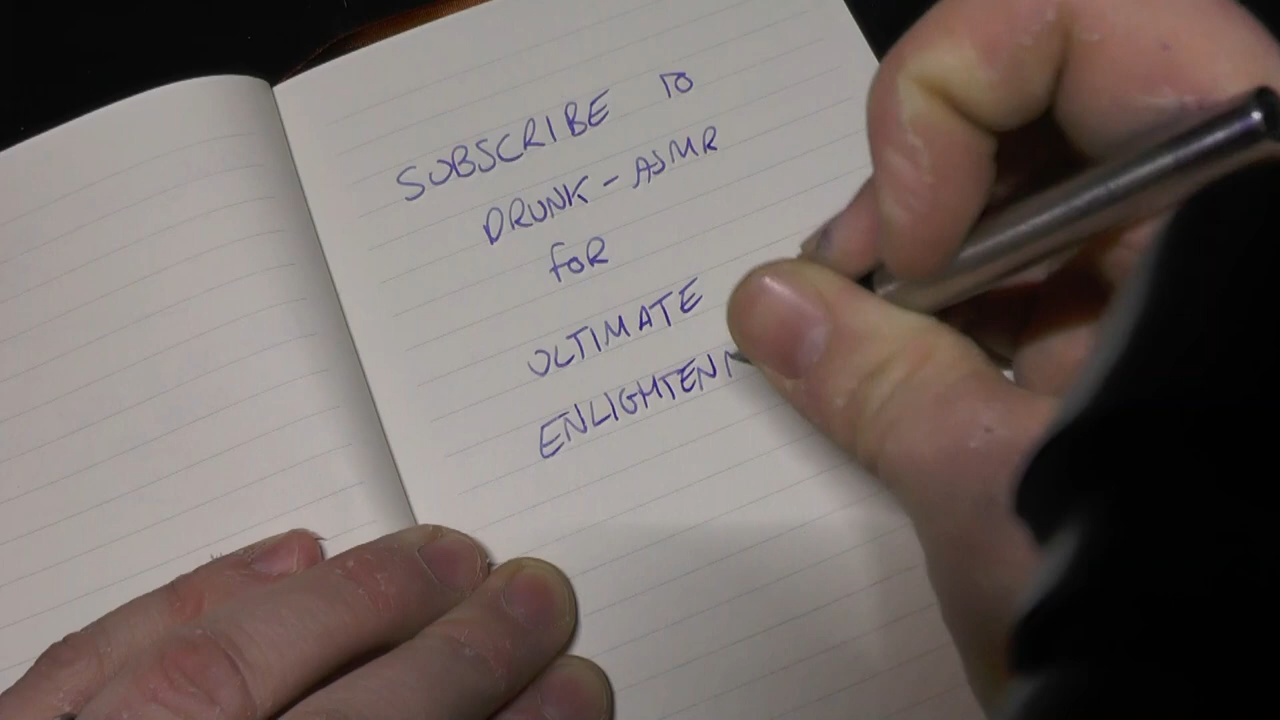 SUBSCRIBE TO
DRUNK-ASMR
FOR
ULTIMATE
ENLIGHTEN